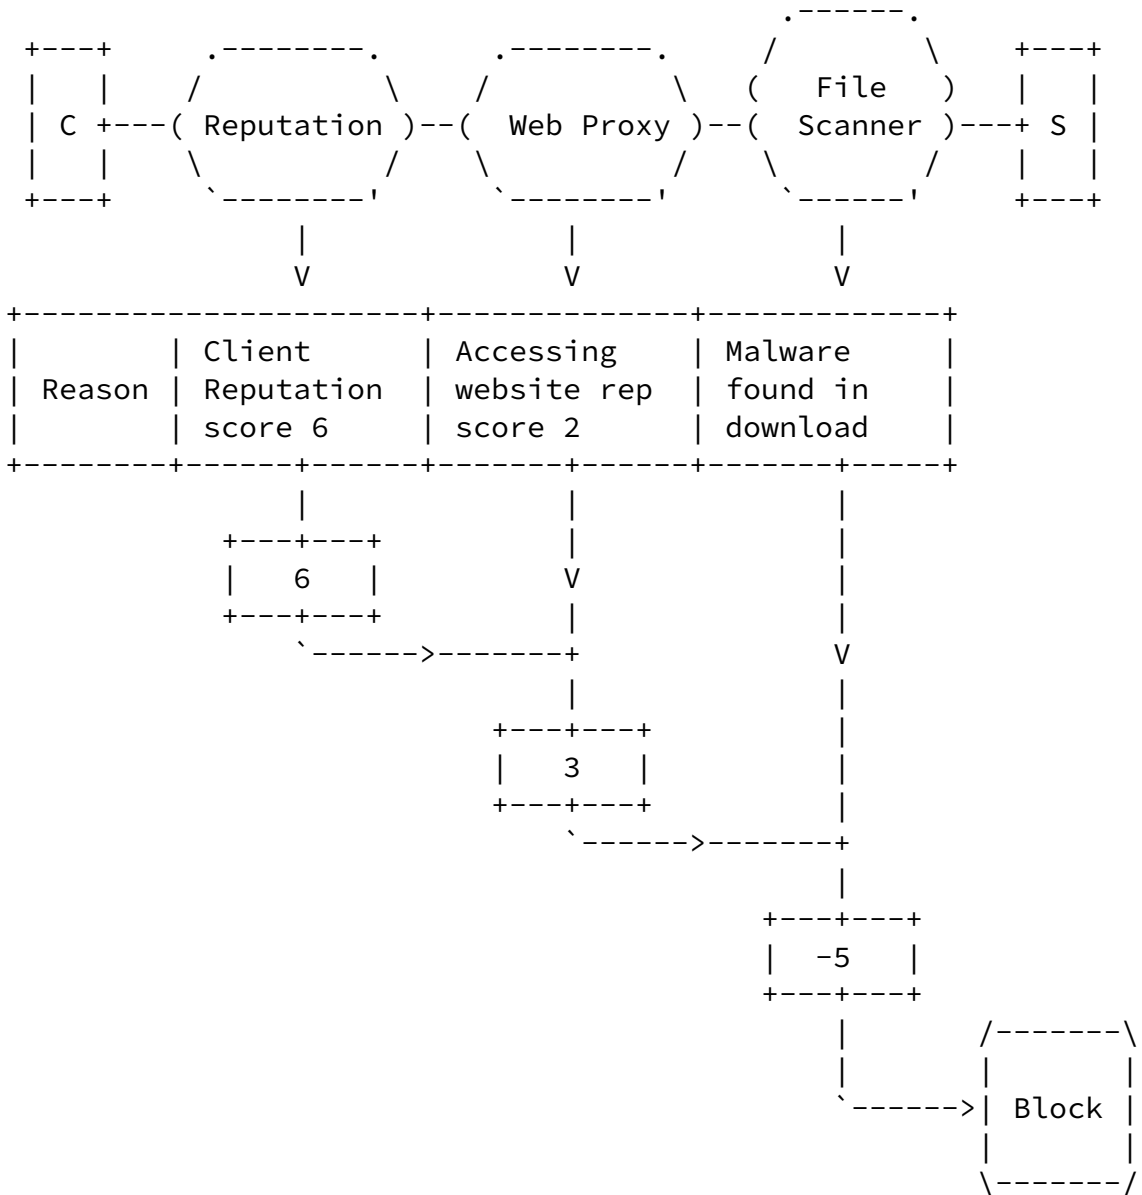 File
C Reputation Web Proxy Scanner S
V V V
Client Accessing Malware
Reason Reputation website rep found in
score 6 score 2 download
6 V
V
3
-5
Block